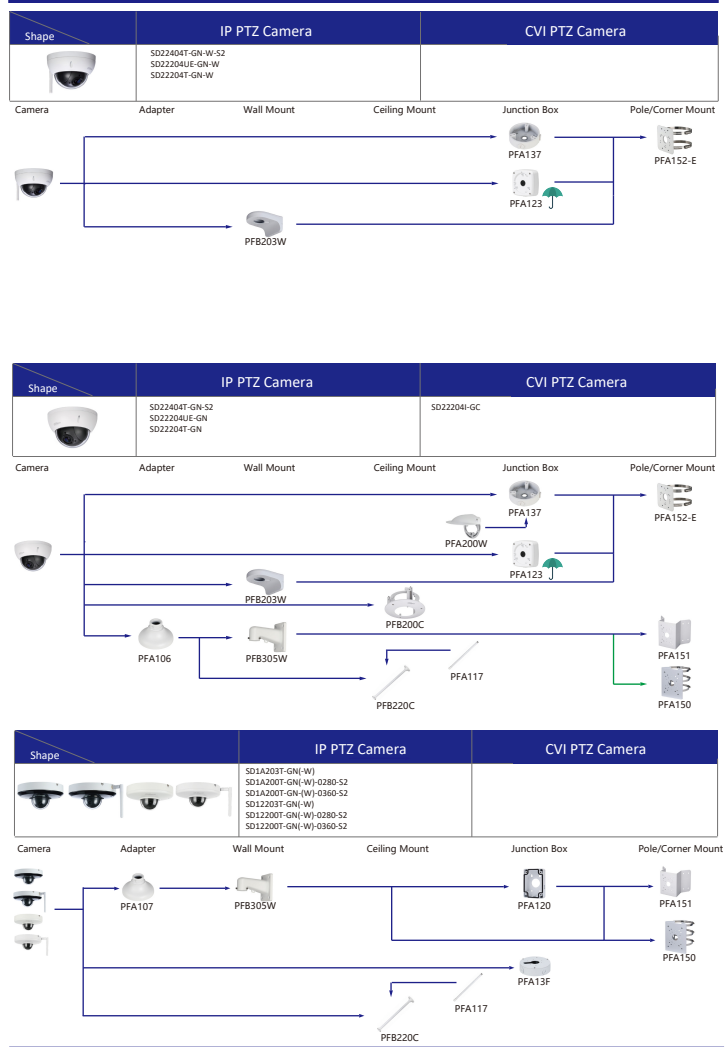 Shape
IP PTZ Camera
CVI PTZ Camera
SD22404T-GN-W-S2
SD22204UE-GN-W
SD22204T-GN-W
Camera
Adapter
Wall Mount
Ceiling Mount
Junction Box
Pole/Corner Mount
PFA137
PFA152-E
PFA123
PFB203W
Shape
IP PTZ Camera
CVI PTZ Camera
SD22404T-GN-S2
SD22204UE-GN
SD22204T-GN
SD22204I-GC
Camera
Adapter
Wall Mount
Ceiling Mount
Junction Box
Pole/Corner Mount
PFA137
PFA152-E
PFA200W
PFA123
PFB203W
PFB200C
PFA106
PFB305W
PFA151
PFA117
PFB220C
PFA150
Shape
IP PTZ Camera
CVI PTZ Camera
SD1A203T-GN(-W)
SD1A200T-GN(-W)-0280-S2
SD1A200T-GN-(W)-0360-S2
SD12203T-GN(-W)
SD12200T-GN(-W)-0280-S2
SD12200T-GN(-W)-0360-S2
Camera
Adapter
Wall Mount
Ceiling Mount
Junction Box
Pole/Corner Mount
PFA107
PFB305W
PFA120
PFA151
PFA150
PFA13F
PFA117
PFB220C